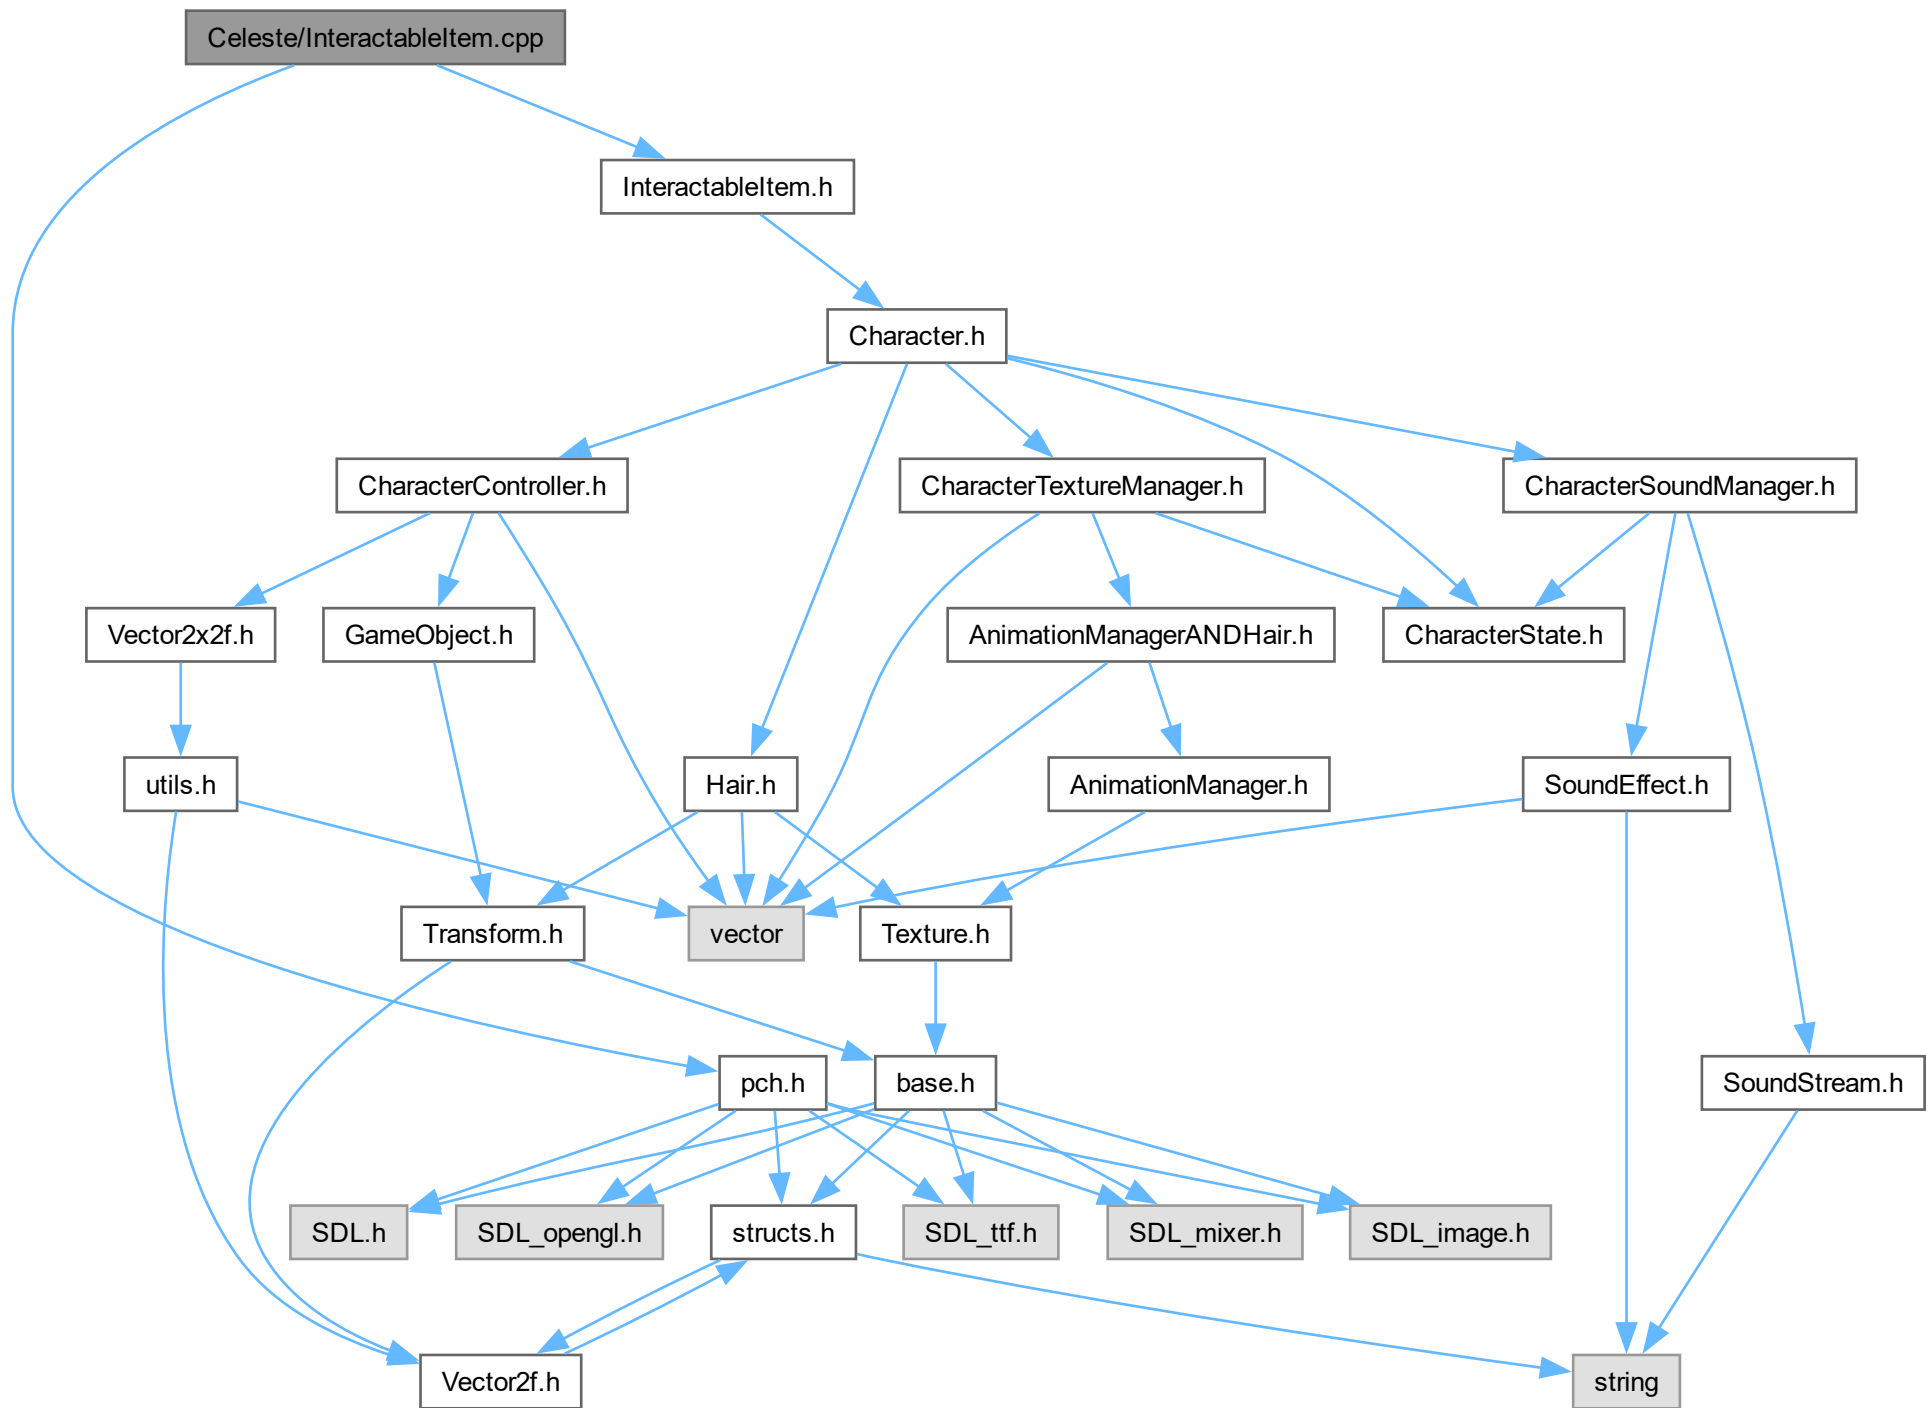 Celeste/InteractableItem.cpp
InteractableItem.h
Character.h
CharacterController.h
CharacterTextureManager.h
CharacterSoundManager.h
Vector2x2f.h
GameObject.h
AnimationManagerANDHair.h
CharacterState.h
utils.h
Hair.h
AnimationManager.h
SoundEffect.h
Transform.h
vector
Texture.h
pch.h
base.h
SoundStream.h
SDL.h
SDL_opengl.h
structs.h
SDL_ttf.h
SDL_mixer.h
SDL_image.h
Vector2f.h
string